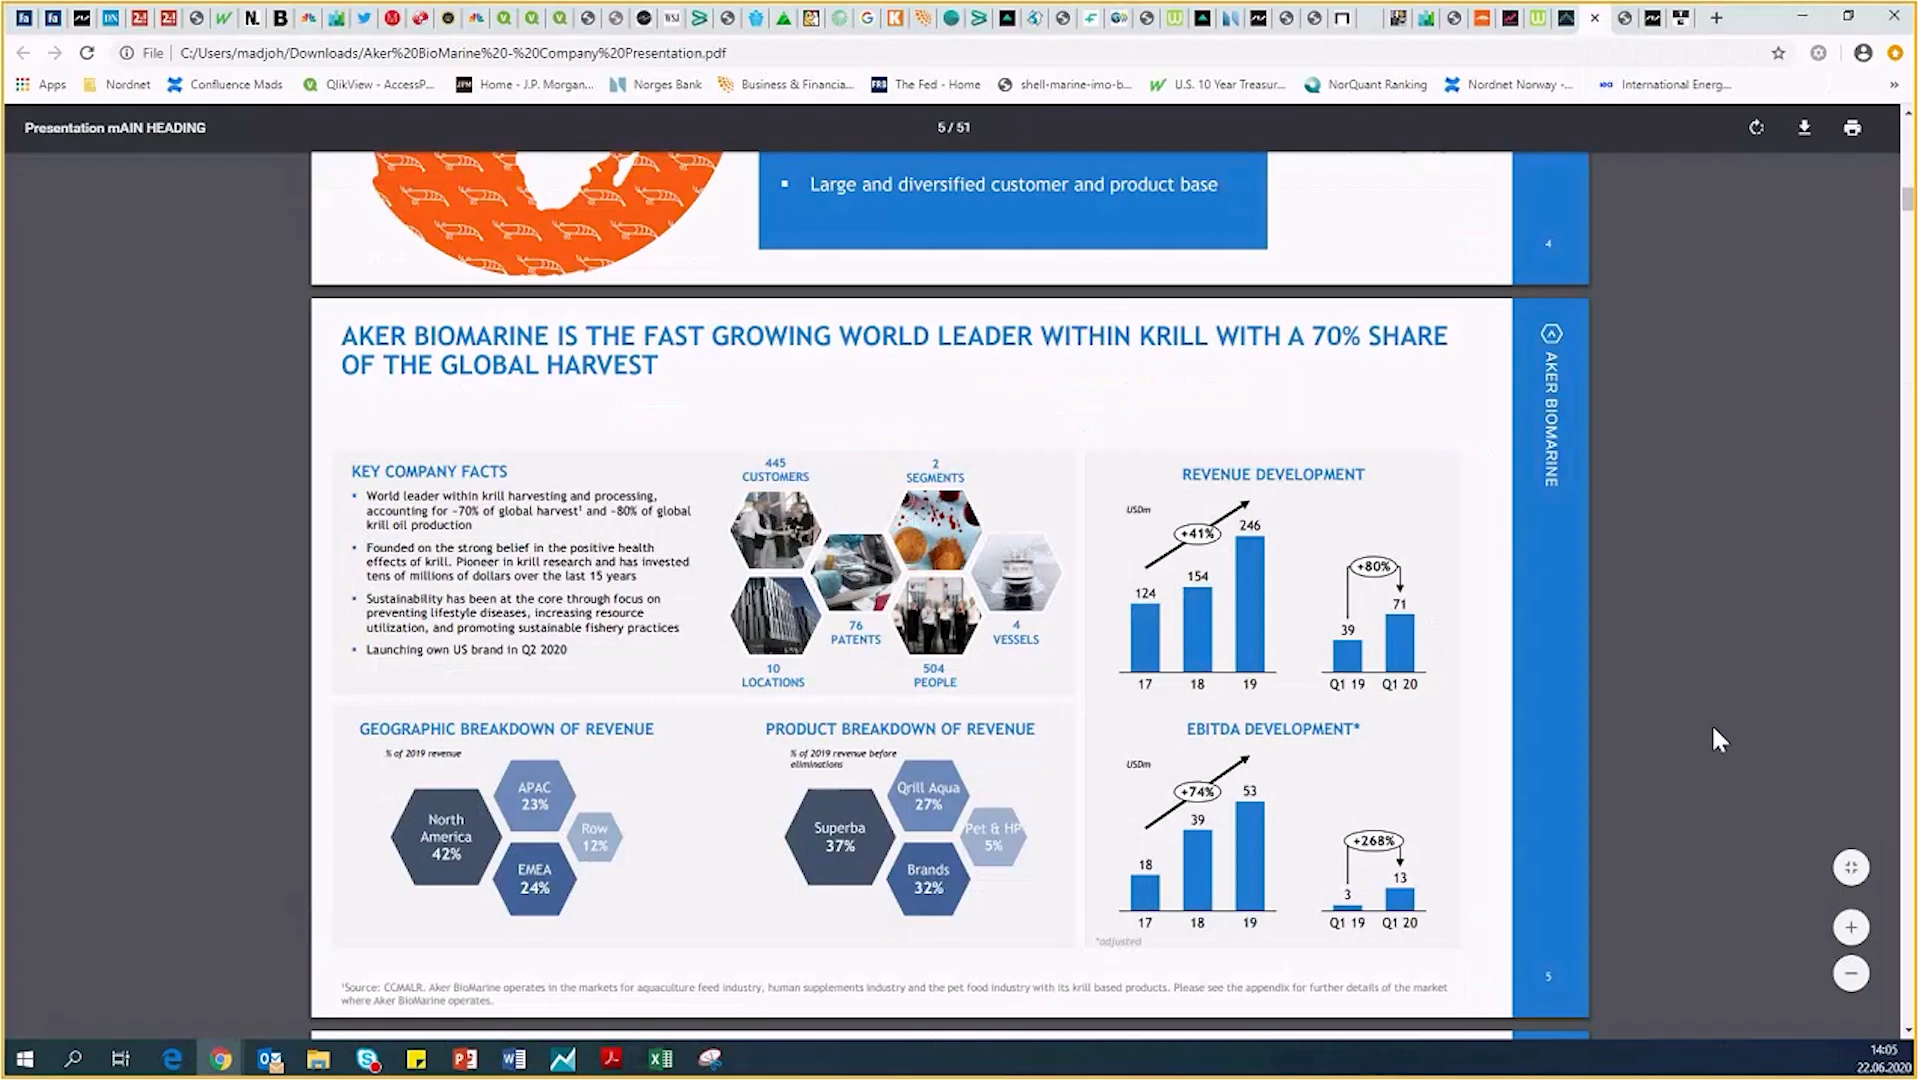 File
C:/Users/madjoh/Downloads/Aker%20BioMarine%20-%20Company%20Presentation.pdf
Apps
Nordnet
Confluence Mads
QlikView - AccessP...
Home - J.P. Morgan...
Norges Bank
Business & Financia...
The Fed - Home
shell-marine-imo-b...
U.S. 10 Year Treasur...
NorQuant Ranking
Nordnet Norway -...
International Energ...
Presentation mAIN HEADING
5 / 51
Large and diversified customer and product base
4
AKER BIOMARINE IS THE FAST GROWING WORLD LEADER WITHIN KRILL WITH A 70% SHARE
OF THE GLOBAL HARVEST
AKER BIOMARINE
KEY COMPANY FACTS
World leader within krill harvesting and processing,
accounting for ~70% of global harvest¹ and ~80% of global
krill oil production
Founded on the strong belief in the positive health
effects of krill. Pioneer in krill research and has invested
tens of millions of dollars over the last 15 years
Sustainability has been at the core through focus on
preventing lifestyle diseases, increasing resource
utilization, and promoting sustainable fishery practices
Launching own US brand in Q2 2020
445
CUSTOMERS
2
SEGMENTS
76
PATENTS
4
VESSELS
10
LOCATIONS
504
PEOPLE
REVENUE DEVELOPMENT
USDm
+41%
124
154
246
17
18
19
+80%
39
71
Q1 19
Q1 20
GEOGRAPHIC BREAKDOWN OF REVENUE
% of 2019 revenue
North
America
42%
APAC
23%
Row
12%
EMEA
24%
PRODUCT BREAKDOWN OF REVENUE
% of 2019 revenue before
eliminations
Superba
37%
Qrill Aqua
27%
Pet & HP
5%
Brands
32%
EBITDA DEVELOPMENT*
USDm
+74%
18
39
53
17
18
19
+268%
3
13
Q1 19
Q1 20
*adjusted
¹Source: CCMALR. Aker BioMarine operates in the markets for aquaculture feed industry, human supplements industry and the pet food industry with its krill based products. Please see the appendix for further details of the market
where Aker BioMarine operates.
5
14:05
22.06.2020